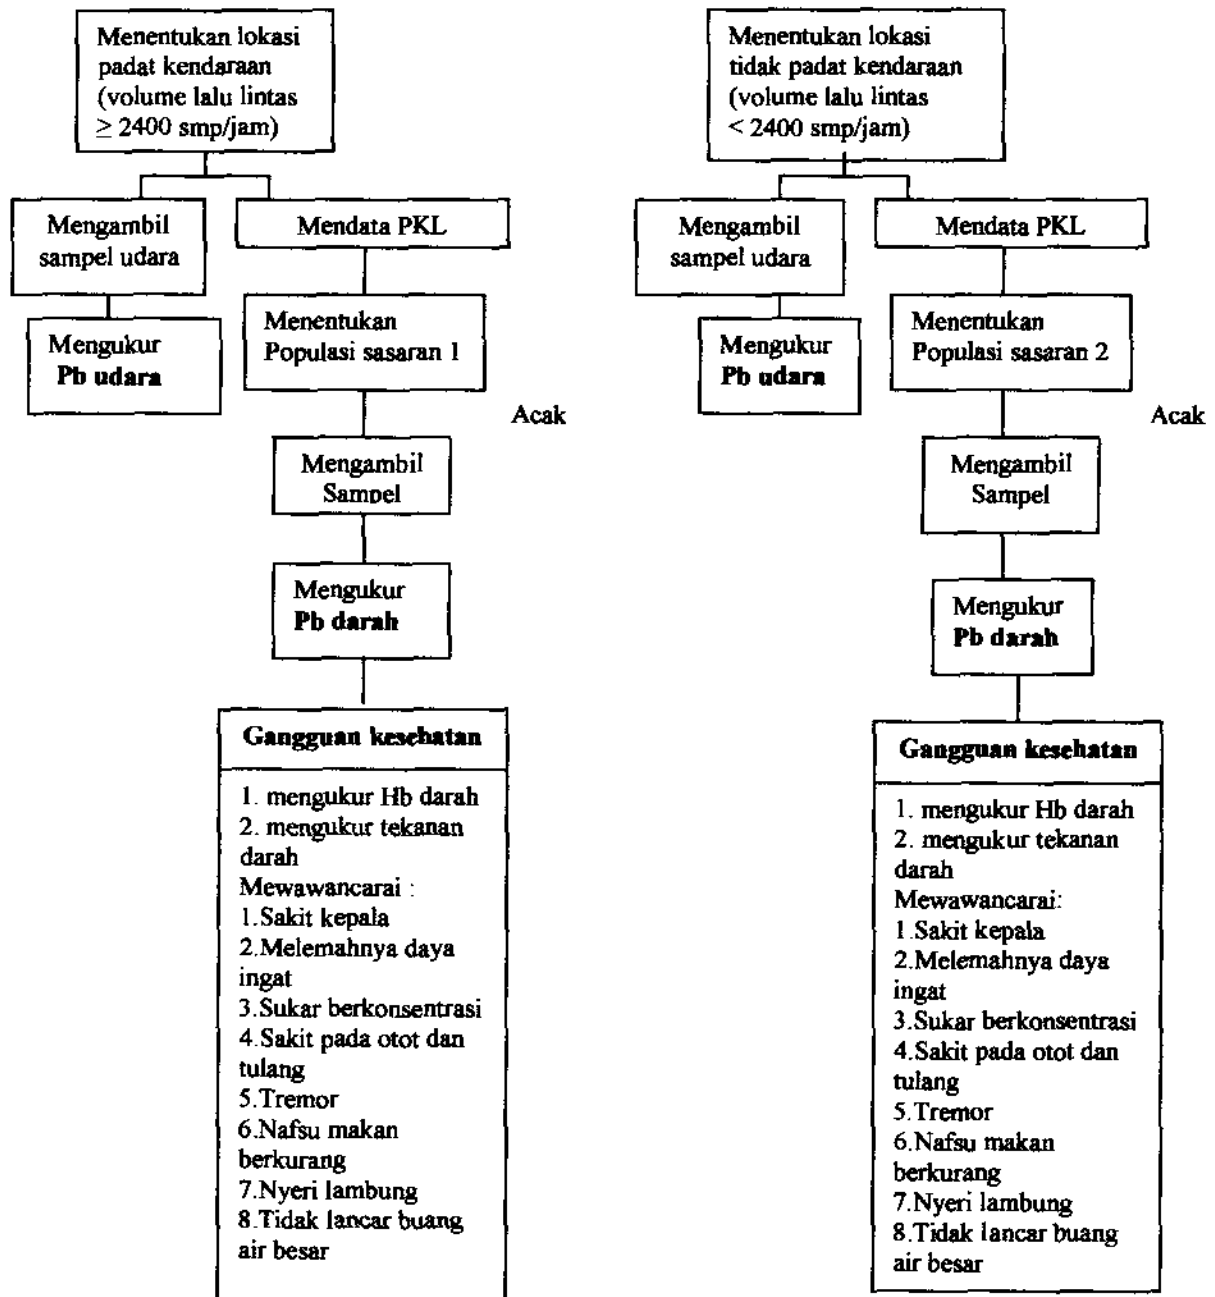 Menentukan lokasi
padat kendaraan
(volume lalu lintas
≥ 2400 smp/jam)
Mengambil
sampel udara
Mendata PKL
Mengukur
Pb udara
Menentukan
Populasi sasaran 1
Acak
Mengambil
Sampel
Mengukur
Pb darah
Gangguan kesehatan
1. mengukur Hb darah
2. mengukur tekanan
darah
Mewawancarai :
1.Sakit kepala
2.Melemahnya daya
ingat
3.Sukar berkonsentrasi
4.Sakit pada otot dan
tulang
5.Tremor
6.Nafsu makan
berkurang
7.Nyeri lambung
8.Tidak lancar buang
air besar
Menentukan lokasi
tidak padat kendaraan
(volume lalu lintas
< 2400 smp/jam)
Mengambil
sampel udara
Mendata PKL
Mengukur
Pb udara
Menentukan
Populasi sasaran 2
Acak
Mengambil
Sampel
Mengukur
Pb darah
Gangguan kesehatan
1. mengukur Hb darah
2. mengukur tekanan
darah
Mewawancarai:
1.Sakit kepala
2.Melemahnya daya
ingat
3.Sukar berkonsentrasi
4.Sakit pada otot dan
tulang
5.Tremor
6.Nafsu makan
berkurang
7.Nyeri lambung
8.Tidak lancar buang
air besar